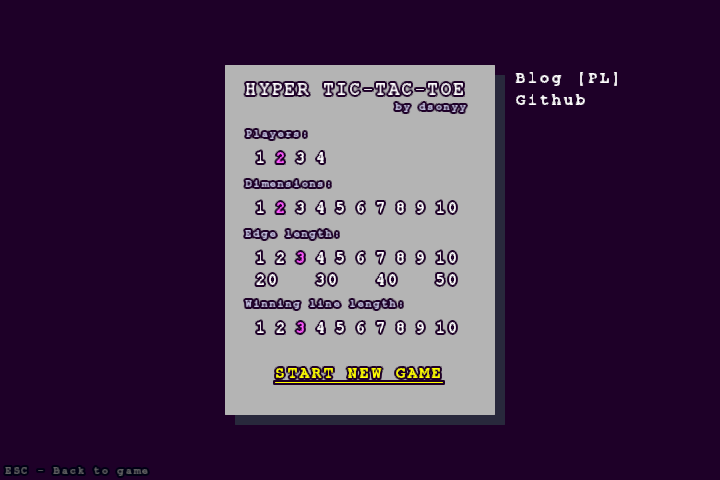 HYPER TIC-TAC-TOE
by dsonyy
Players:
1 2 3 4
Dimensions:
1 2 3 4 5 6 7 8 9 10
Edge length:
1 2 3 4 5 6 7 8 9 10
20 30 40 50
Winning line length:
1 2 3 4 5 6 7 8 9 10
START NEW GAME
Blog [PL]
Github
ESC - Back to game